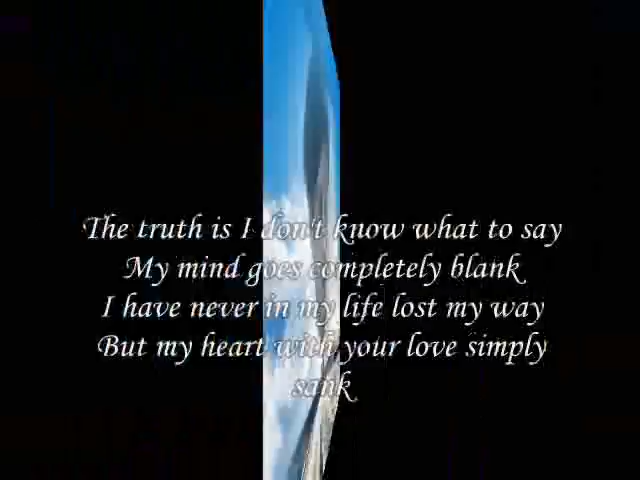 The truth is I don't know what to say
My mind goes completely blank
I have never in my life lost my way
But my heart with your love simply
sank